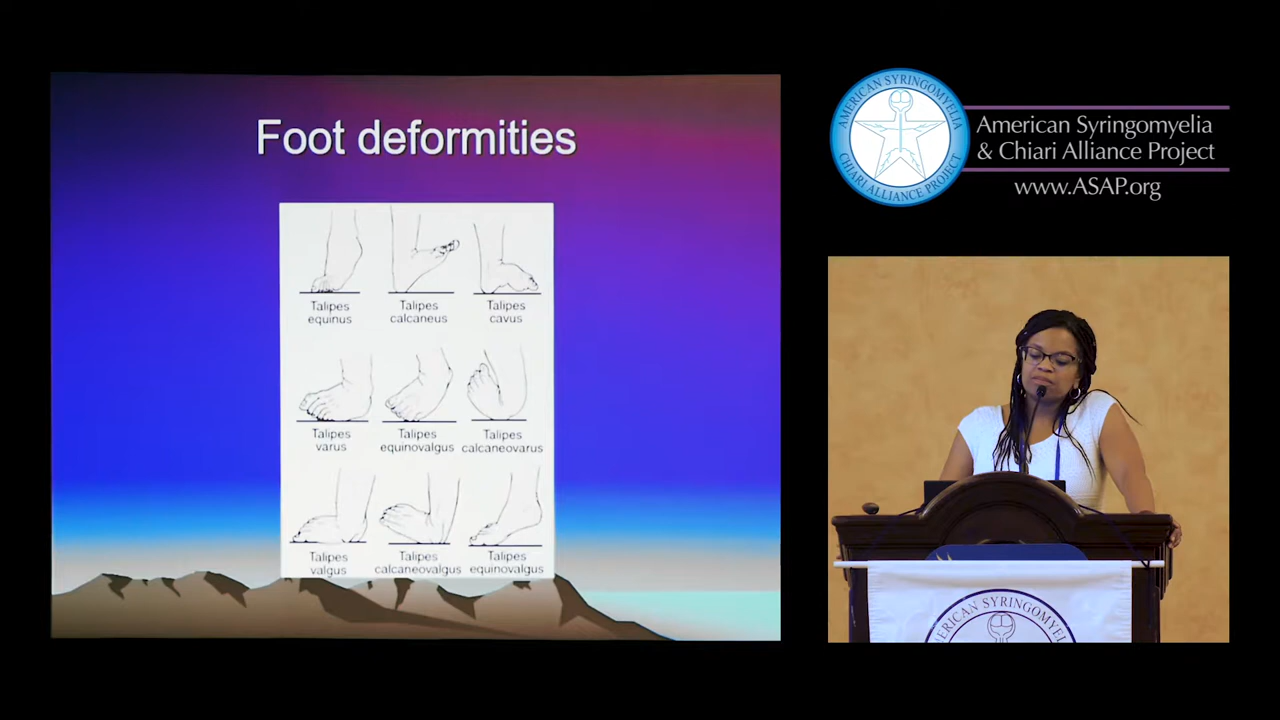 Foot deformities
Talipes
equinus
Talipes
calcaneus
Talipes
cavus
Talipes
varus
Talipes
equinovalgus
Talipes
calcaneovarus
Talipes
valgus
Talipes
calcaneovalgus
Talipes
equinovalgus
AMERICAN SYRINGOMYELIA
CHIARI ALLIANCE PROJECT
American Syringomyelia
& Chiari Alliance Project
www.ASAP.org
AMERICAN SYRINGOMYELIA